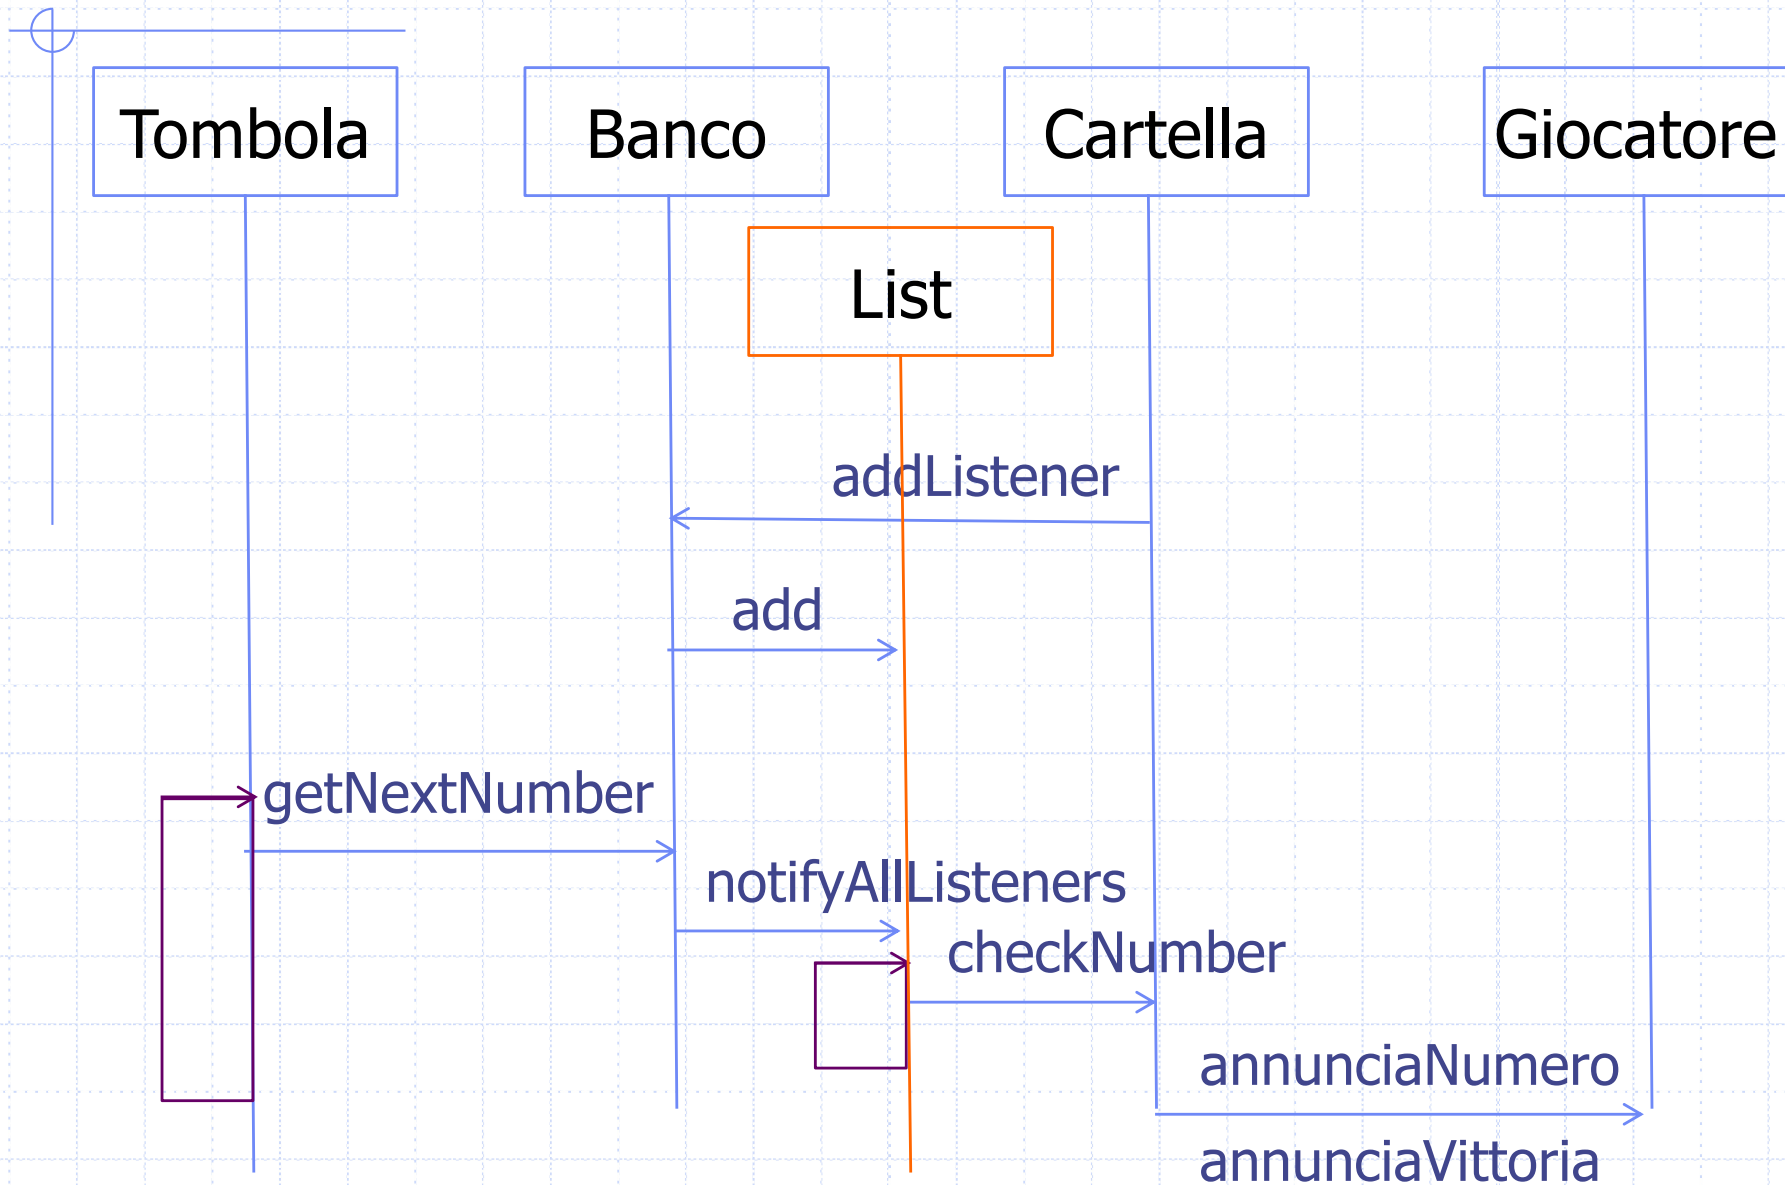 Tombola
Banco
Cartella
Giocatore
List
addListener
add
getNextNumber
notifyAllListeners
checkNumber
annunciaNumero
annunciaVittoria